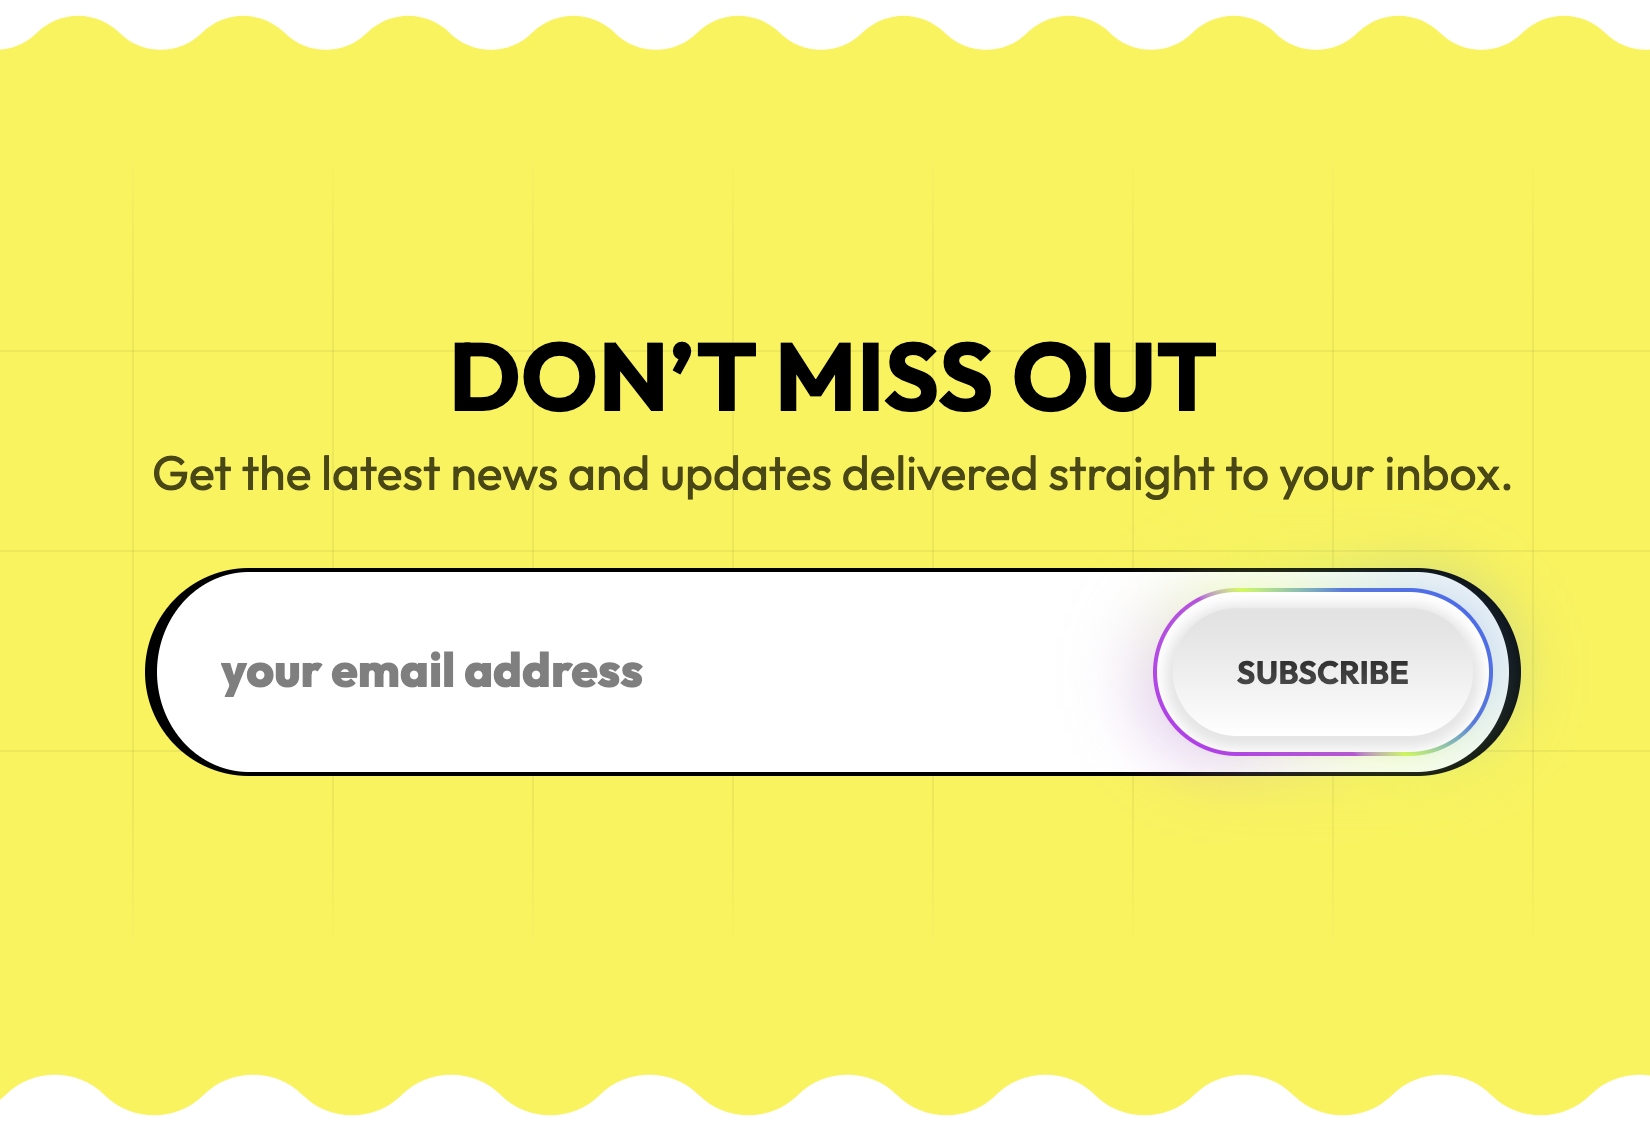 DON’T MISS OUT
Get the latest news and updates delivered straight to your inbox.
your email address
SUBSCRIBE